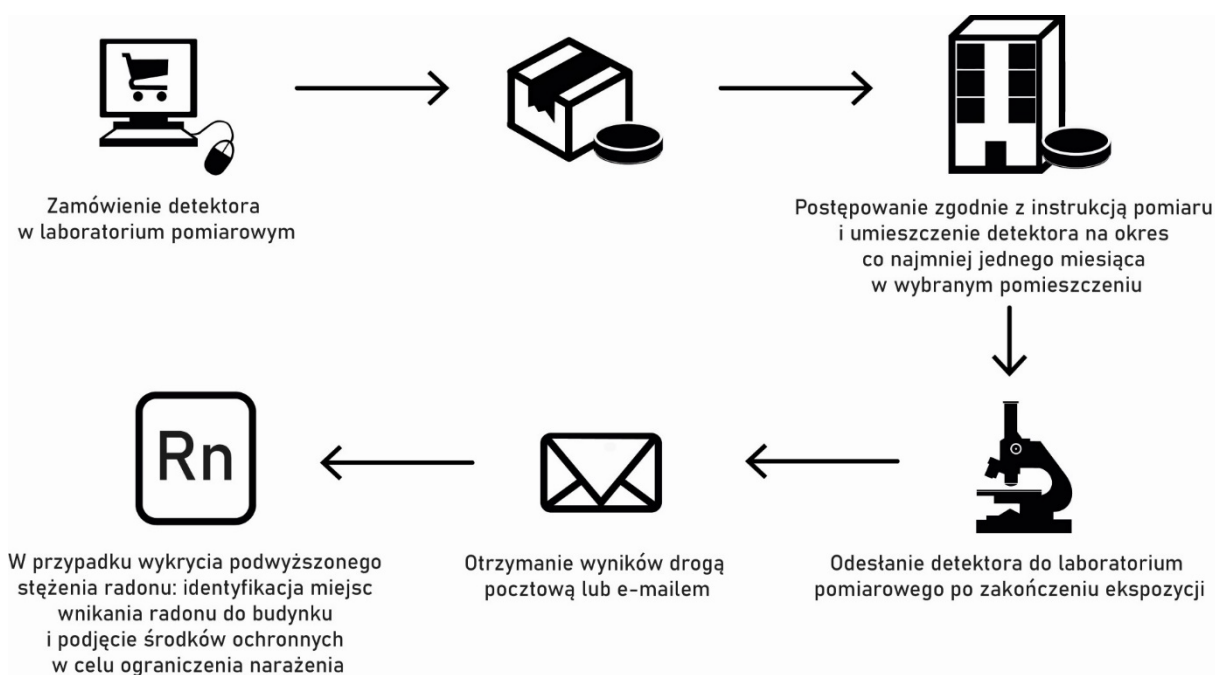 Zamówienie detektora
w laboratorium pomiarowym
Postępowanie zgodnie z instrukcją pomiaru
i umieszczenie detektora na okres
co najmniej jednego miesiąca
w wybranym pomieszczeniu
Odesłanie detektora do laboratorium
pomiarowego po zakończeniu ekspozycji
Otrzymanie wyników drogą
pocztową lub e-mailem
Rn
W przypadku wykrycia podwyższonego
stężenia radonu: identyfikacja miejsc
wnikania radonu do budynku
i podjęcie środków ochronnych
w celu ograniczenia narażenia